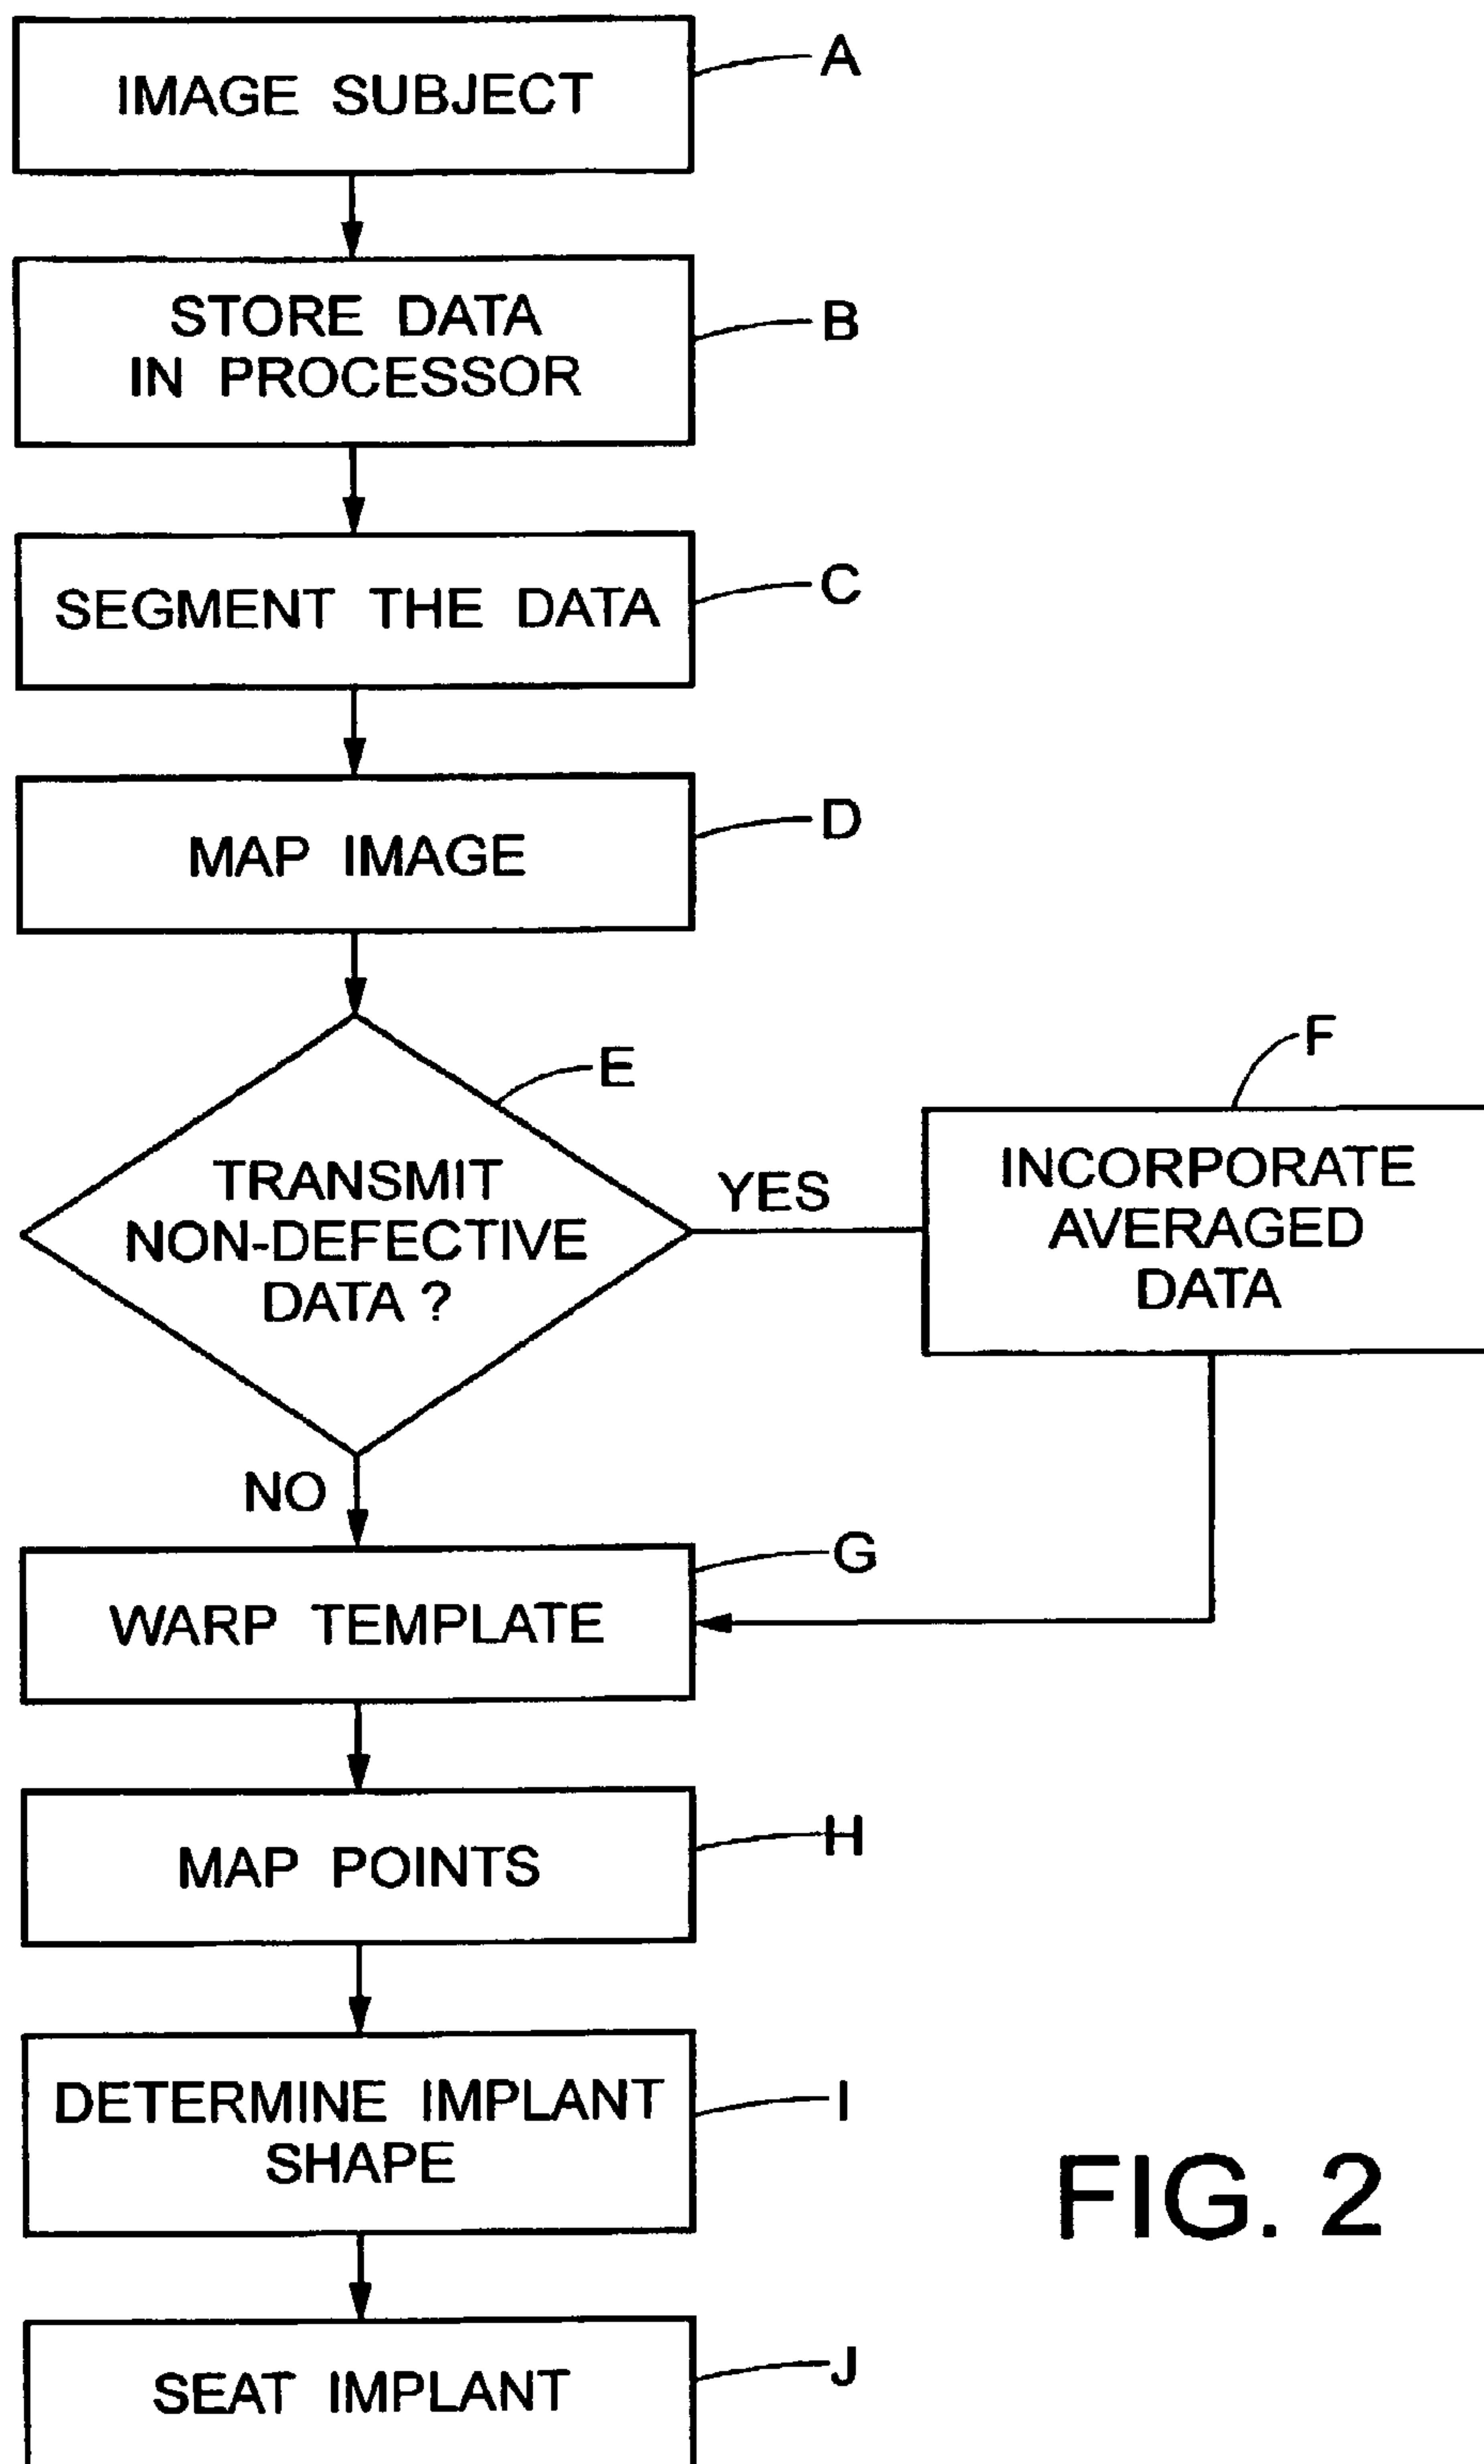 IMAGE SUBJECT
A
STORE DATA
IN PROCESSOR
B
SEGMENT THE DATA
C
MAP IMAGE
D
TRANSMIT
NON-DEFECTIVE
DATA ?
E
YES
INCORPORATE
AVERAGED
DATA
F
NO
WARP TEMPLATE
G
MAP POINTS
H
DETERMINE IMPLANT
SHAPE
I
SEAT IMPLANT
J
FIG. 2